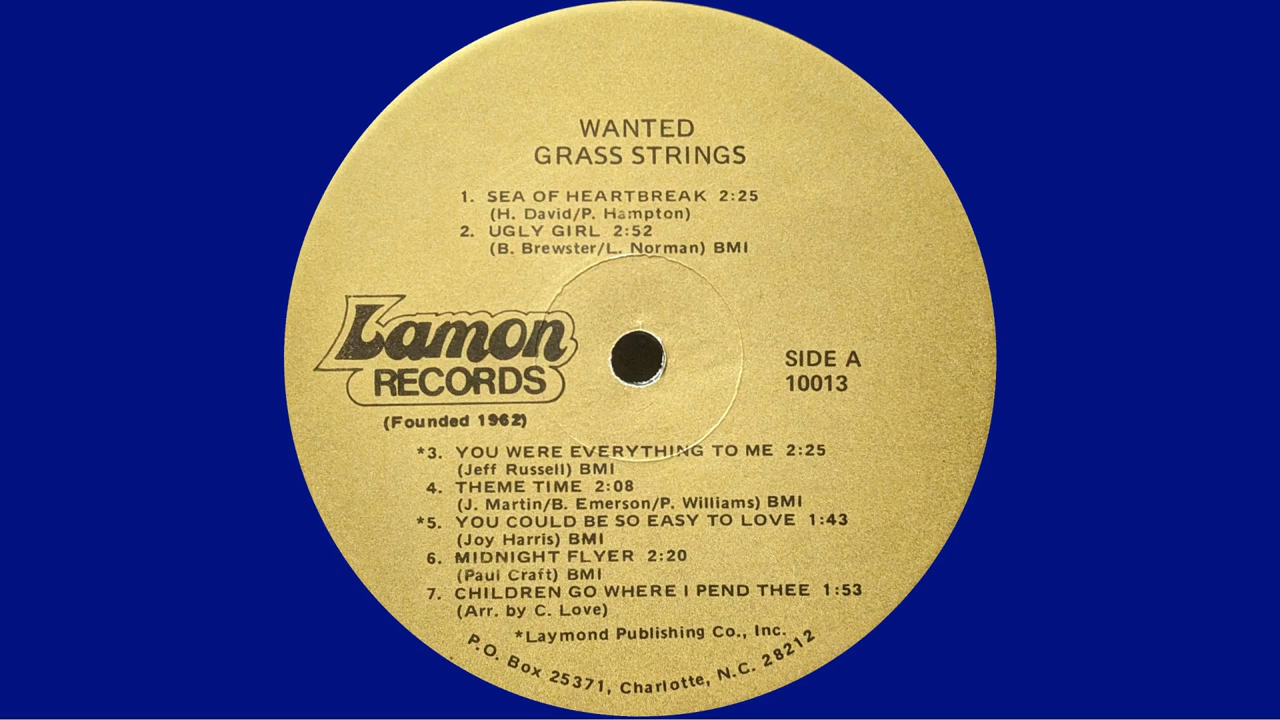 WANTED
GRASS STRINGS
1. SEA OF HEARTBREAK 2:25
(H. David/P. Hampton)
2. UGLY GIRL 2:52
(B. Brewster/L. Norman) BMI
Lamon
RECORDS
(Founded 1962)
SIDE A
10013
*3. YOU WERE EVERYTHING TO ME 2:25
(Jeff Russell) BMI
4. THEME TIME 2:08
(J. Martin/B. Emerson/P. Williams) BMI
*5. YOU COULD BE SO EASY TO LOVE 1:43
(Joy Harris) BMI
6. MIDNIGHT FLYER 2:20
(Paul Craft) BMI
7. CHILDREN GO WHERE I PEND THEE 1:53
(Arr. by C. Love)
*Laymond Publishing Co., Inc.
P.O. Box 25371, Charlotte, N.C. 28212